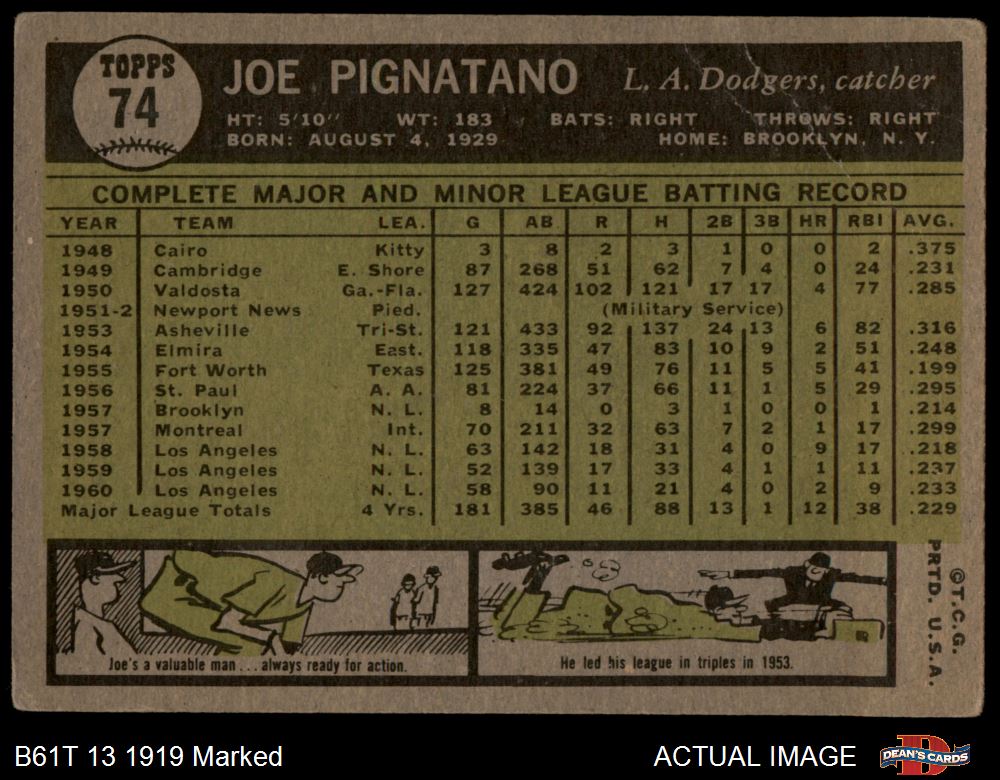 TOPPS
74
JOE PIGNATANO L. A. Dodgers, catcher
HT: 5'10" WT: 183 BATS: RIGHT THROWS: RIGHT
BORN: AUGUST 4, 1929 HOME: BROOKLYN, N. Y.
COMPLETE MAJOR AND MINOR LEAGUE BATTING RECORD
YEAR TEAM LEA. G AB R H 2B 3B HR RBI AVG.
1948 Cairo Kitty 3 8 2 3 1 0 0 2 .375
1949 Cambridge E. Shore 87 268 51 62 7 4 0 24 .231
1950 Valdosta Ga.-Fla. 127 424 102 121 17 17 4 77 .285
1951-2 Newport News Pied. (Military Service)
1953 Asheville Tri-St. 121 433 92 137 24 13 6 82 .316
1954 Elmira East. 118 335 47 83 10 9 2 51 .248
1955 Fort Worth Texas 125 381 49 76 11 5 5 41 .199
1956 St. Paul A. A. 81 224 37 66 11 1 5 29 .295
1957 Brooklyn N. L. 8 14 0 3 1 0 0 1 .214
1957 Montreal Int. 70 211 32 63 7 2 1 17 .299
1958 Los Angeles N. L. 63 142 18 31 4 0 9 17 .218
1959 Los Angeles N. L. 52 139 17 33 4 1 1 11 .237
1960 Los Angeles N. L. 58 90 11 21 4 0 2 9 .233
Major League Totals 4 Yrs. 181 385 46 88 13 1 12 38 .229
Joe's a valuable man ... always ready for action.
He led his league in triples in 1953.
©T.C.G.
PRTD. U.S.A.
B61T 13 1919 Marked
ACTUAL IMAGE
DEAN'S CARDS